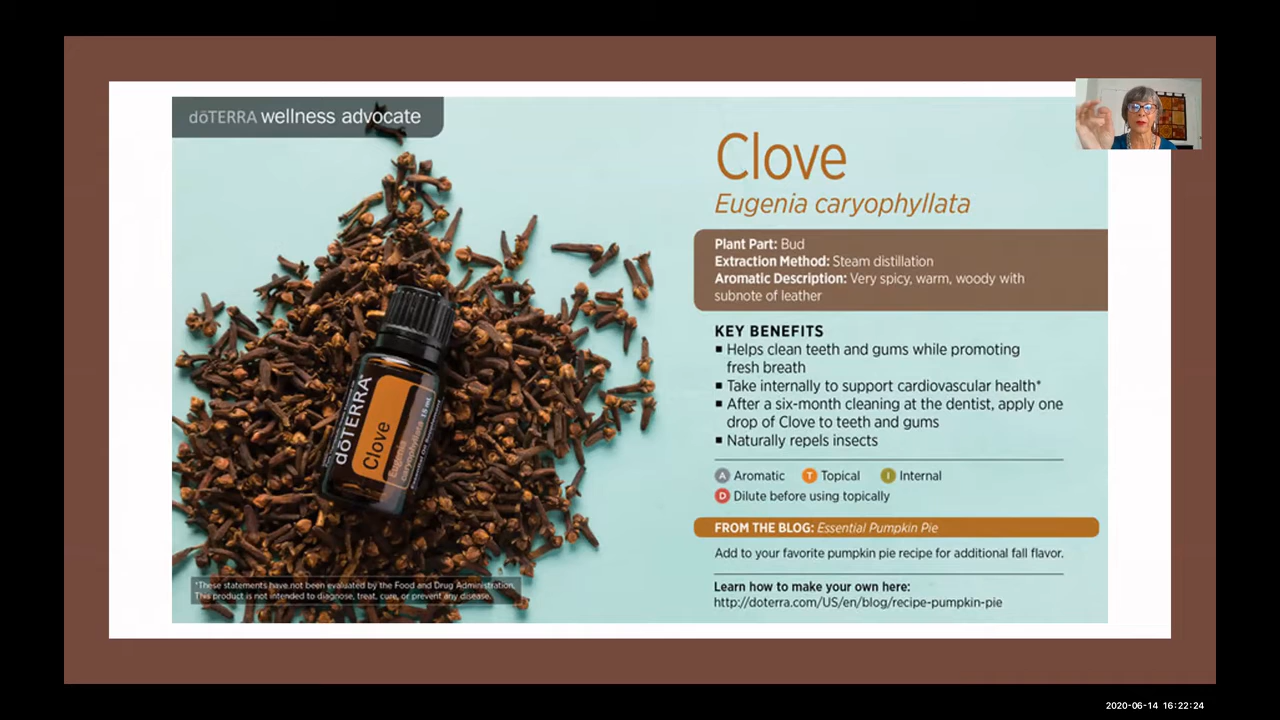 dōTERRA wellness advocate
Clove
Eugenia caryophyllata
Plant Part: Bud
Extraction Method: Steam distillation
Aromatic Description: Very spicy, warm, woody with
subnote of leather
KEY BENEFITS
▪ Helps clean teeth and gums while promoting
fresh breath
▪ Take internally to support cardiovascular health*
▪ After a six-month cleaning at the dentist, apply one
drop of Clove to teeth and gums
▪ Naturally repels insects
A Aromatic T Topical I Internal
D Dilute before using topically
FROM THE BLOG: Essential Pumpkin Pie
Add to your favorite pumpkin pie recipe for additional fall flavor.
Learn how to make your own here:
http://doterra.com/US/en/blog/recipe-pumpkin-pie
dōTERRA
Clove
Eugenia
caryophyllata 15 mL
*These statements have not been evaluated by the Food and Drug Administration.
This product is not intended to diagnose, treat, cure, or prevent any disease.
2020-06-14 16:22:24